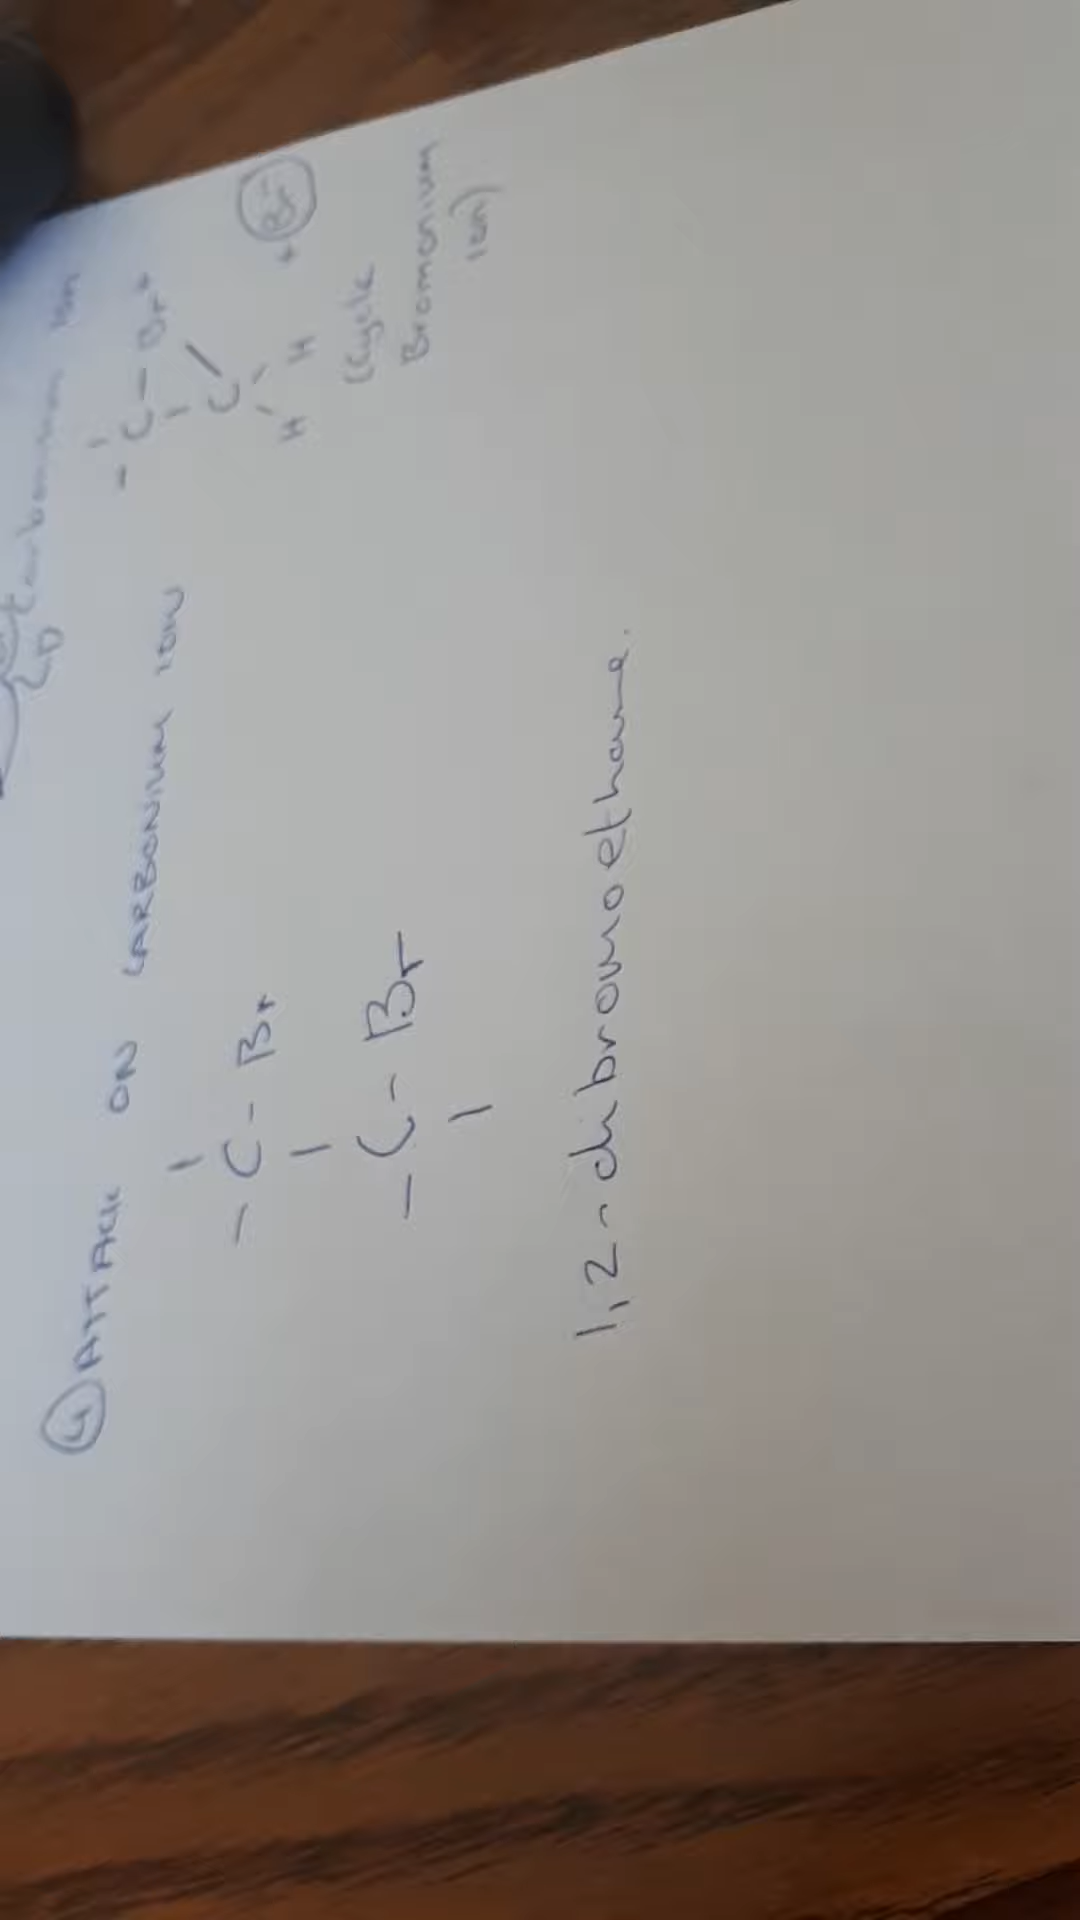 Carbonium Ion
- C - Br+
C
H H
+ Br-
(Cyclic
Bromonium
Ion)
④ ATTACK ON CARBONIUM ION
- C - Br
- C - Br
1,2-dibromoethane.